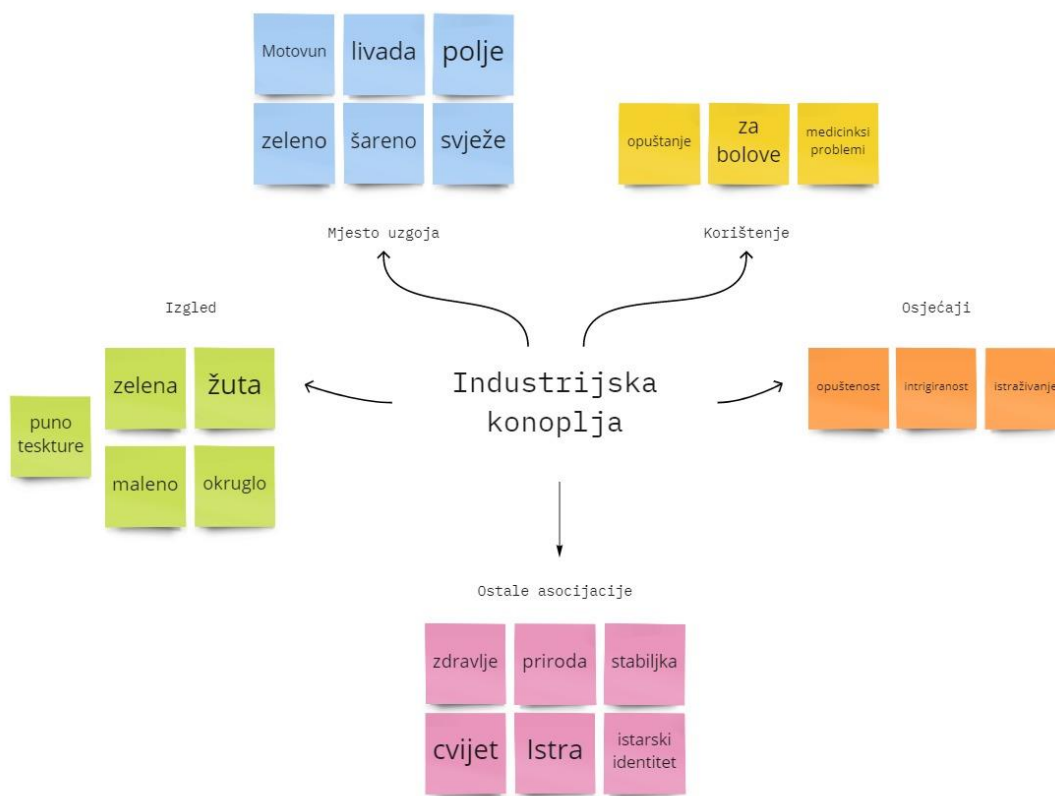 Motovun
livada
polje
zeleno
šareno
svježe
Mjesto uzgoja
opuštanje
za
bolove
medicinksi
problemi
Korištenje
Izgled
puno
teskture
zelena
žuta
maleno
okruglo
Industrijska
konoplja
Osjećaji
opuštenost
intrigiranost
istraživanje
Ostale asocijacije
zdravlje
priroda
stabiljka
cvijet
Istra
istarski
identitet